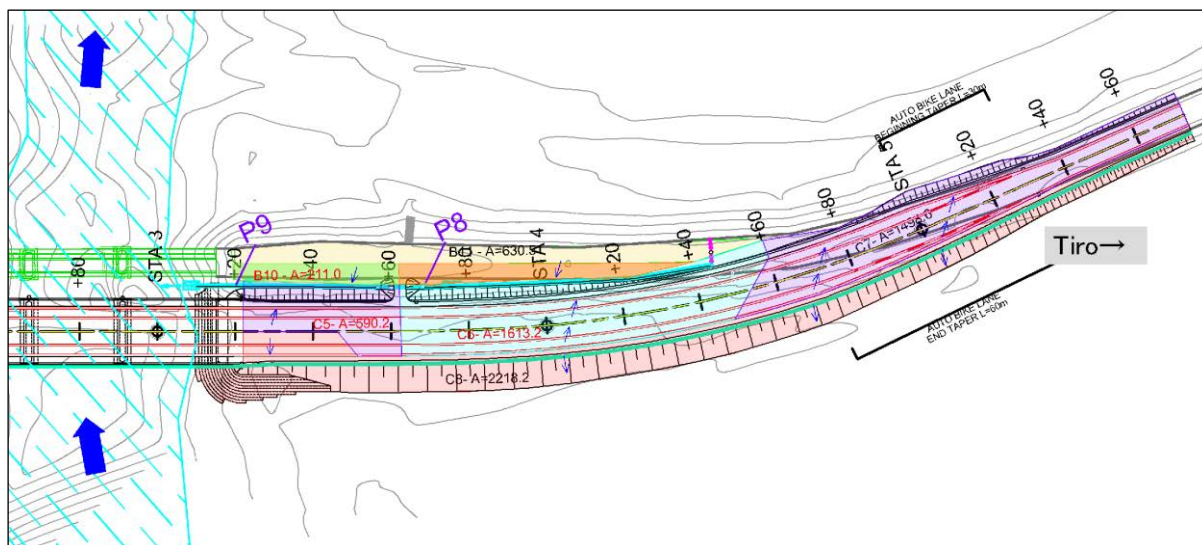 +60
AUTO BIKE LANE
BEGINNING TAPER L=30m
+40
+20
STA 5
+80
+60
+40
+20
STA 4
+80
+60
+40
+20
STA 3
+80
P9
P8
B10 - A=211.0
C5- A=590.2
C6- A=1613.2
C7- A=1498.6
C8- A=2218.2
Tiro→
AUTO BIKE LANE
END TAPER L=60m